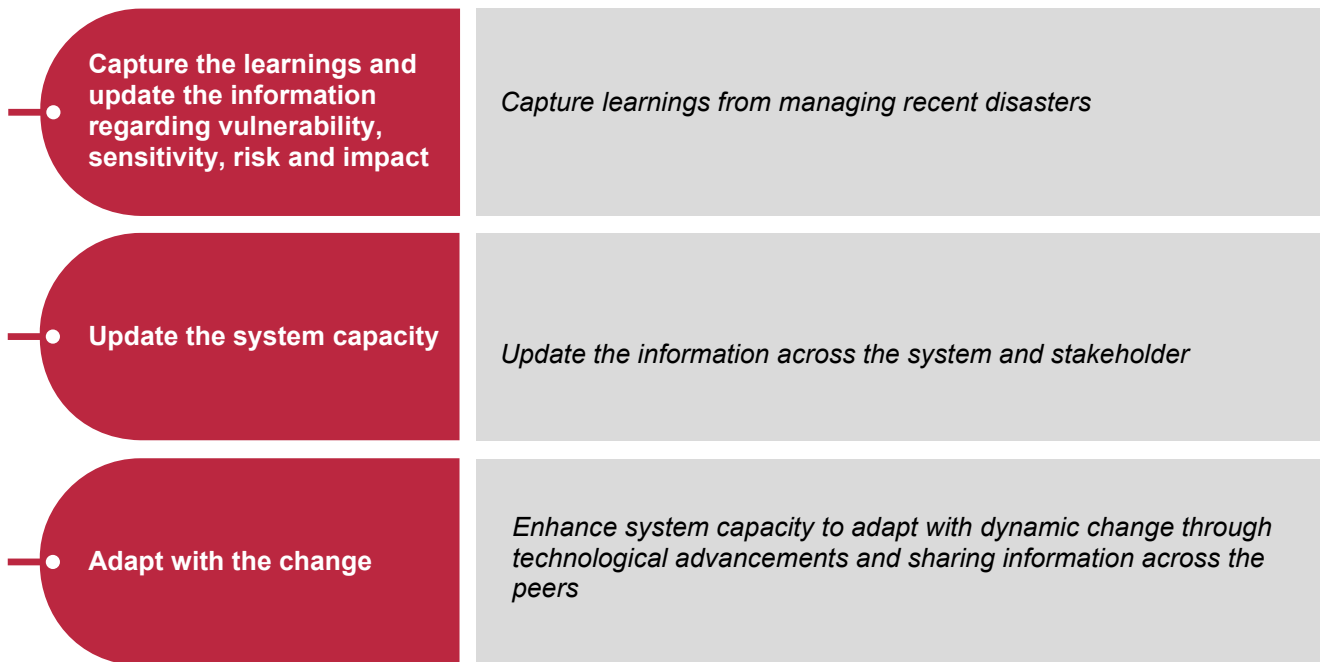 Capture the learnings and
update the information
regarding vulnerability,
sensitivity, risk and impact
Capture learnings from managing recent disasters
Update the system capacity
Update the information across the system and stakeholder
Adapt with the change
Enhance system capacity to adapt with dynamic change through
technological advancements and sharing information across the
peers